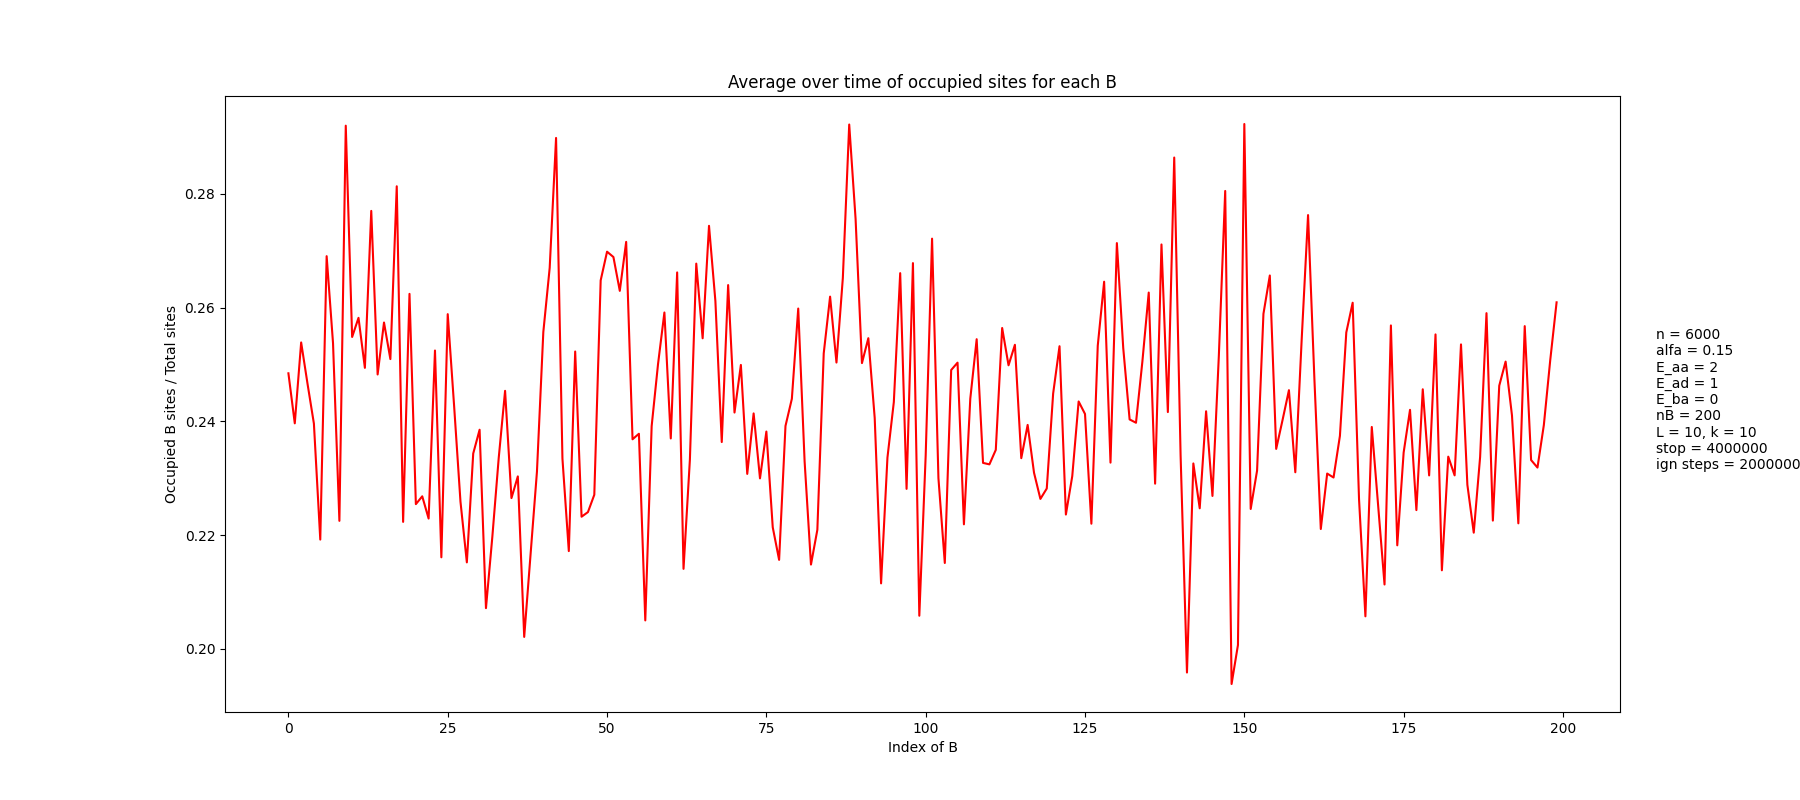 Average over time of occupied sites for each B
Occupied B sites / Total sites
0.28
0.26
0.24
0.22
0.20
0 25 50 75 100 125 150 175 200
Index of B
n = 6000
alfa = 0.15
E_aa = 2
E_ad = 1
E_ba = 0
nB = 200
L = 10, k = 10
stop = 4000000
ign steps = 2000000